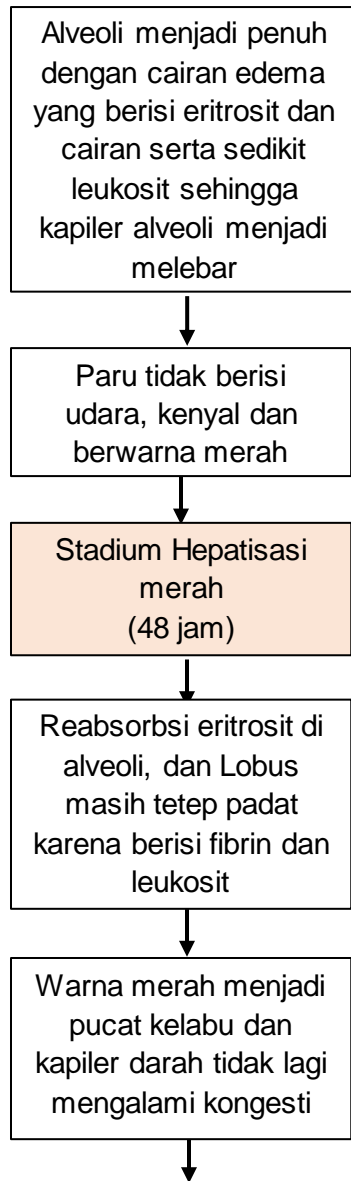 Alveoli menjadi penuh
dengan cairan edema
yang berisi eritrosit dan
cairan serta sedikit
leukosit sehingga
kapiler alveoli menjadi
melebar
Paru tidak berisi
udara, kenyal dan
berwarna merah
Stadium Hepatisasi
merah
(48 jam)
Reabsorbsi eritrosit di
alveoli, dan Lobus
masih tetep padat
karena berisi fibrin dan
leukosit
Warna merah menjadi
pucat kelabu dan
kapiler darah tidak lagi
mengalami kongesti